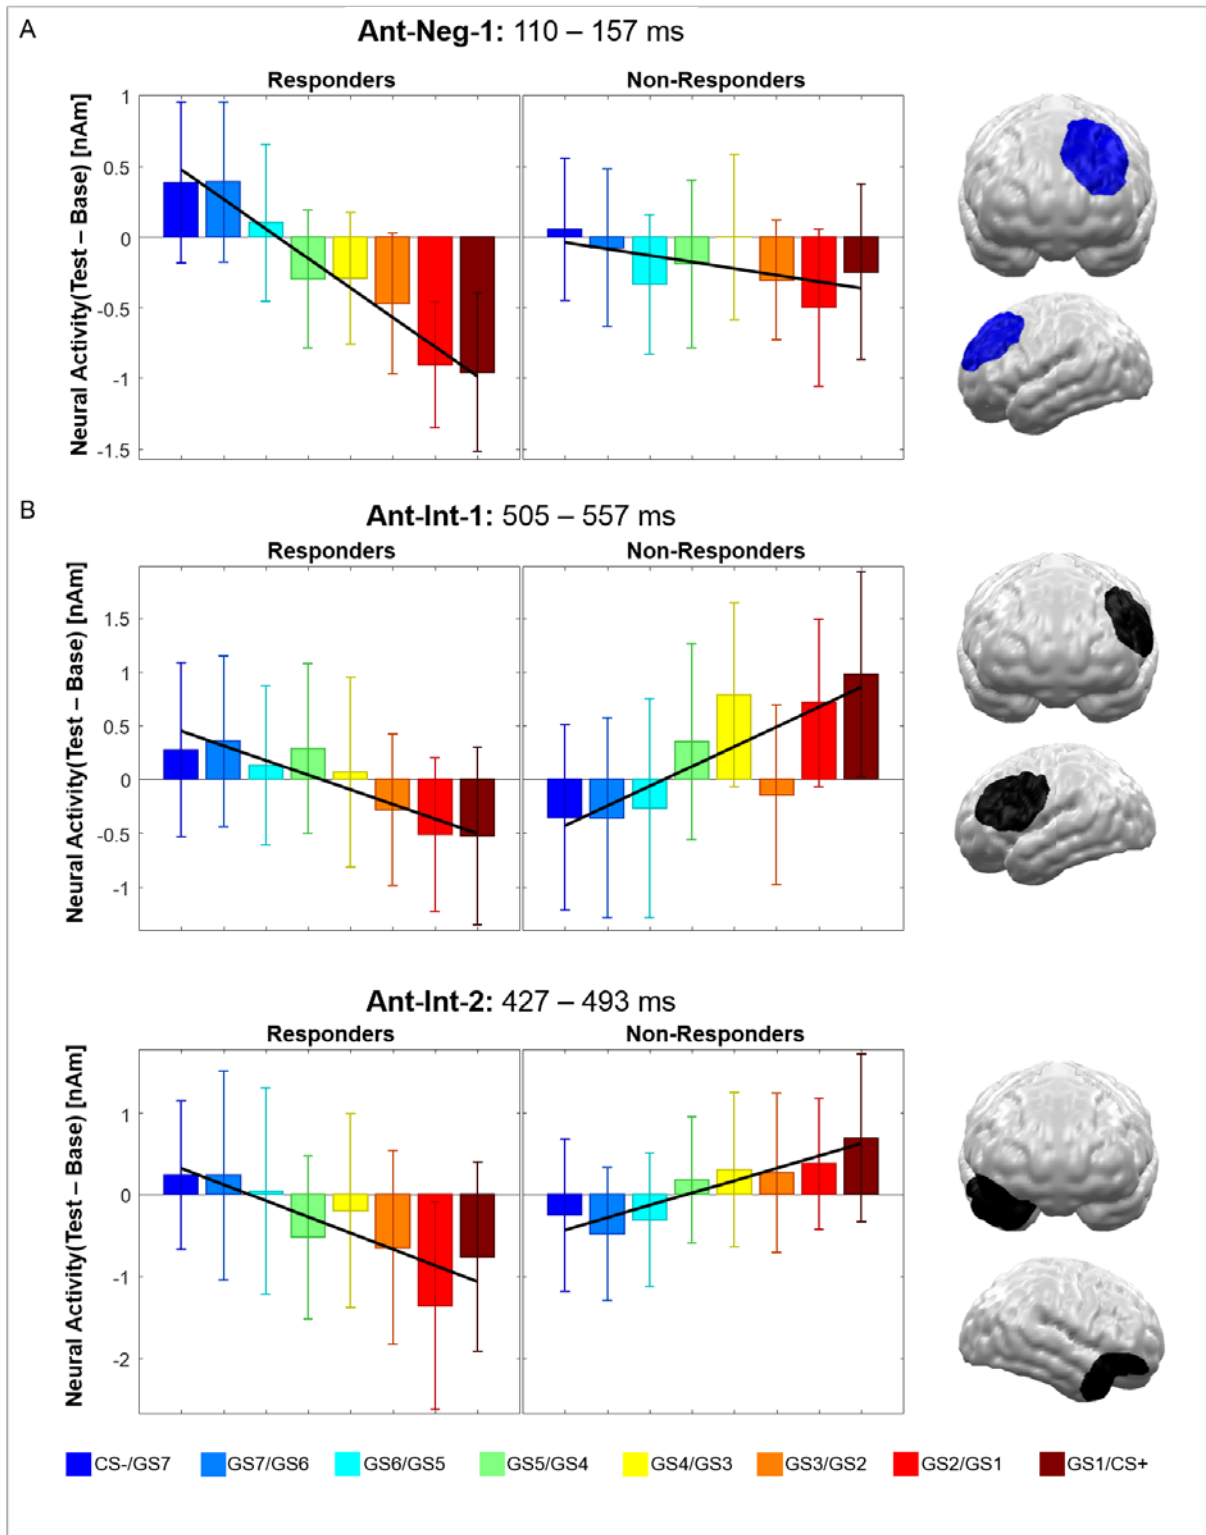 A
Ant-Neg-1: 110 – 157 ms
Responders
Non-Responders
Neural Activity(Test – Base) [nAm]
1
0.5
0
-0.5
-1
-1.5
B
Ant-Int-1: 505 – 557 ms
Responders
Non-Responders
Neural Activity(Test – Base) [nAm]
1.5
1
0.5
0
-0.5
-1
Ant-Int-2: 427 – 493 ms
Responders
Non-Responders
Neural Activity(Test – Base) [nAm]
1
0
-1
-2
CS-/GS7 GS7/GS6 GS6/GS5 GS5/GS4 GS4/GS3 GS3/GS2 GS2/GS1 GS1/CS+